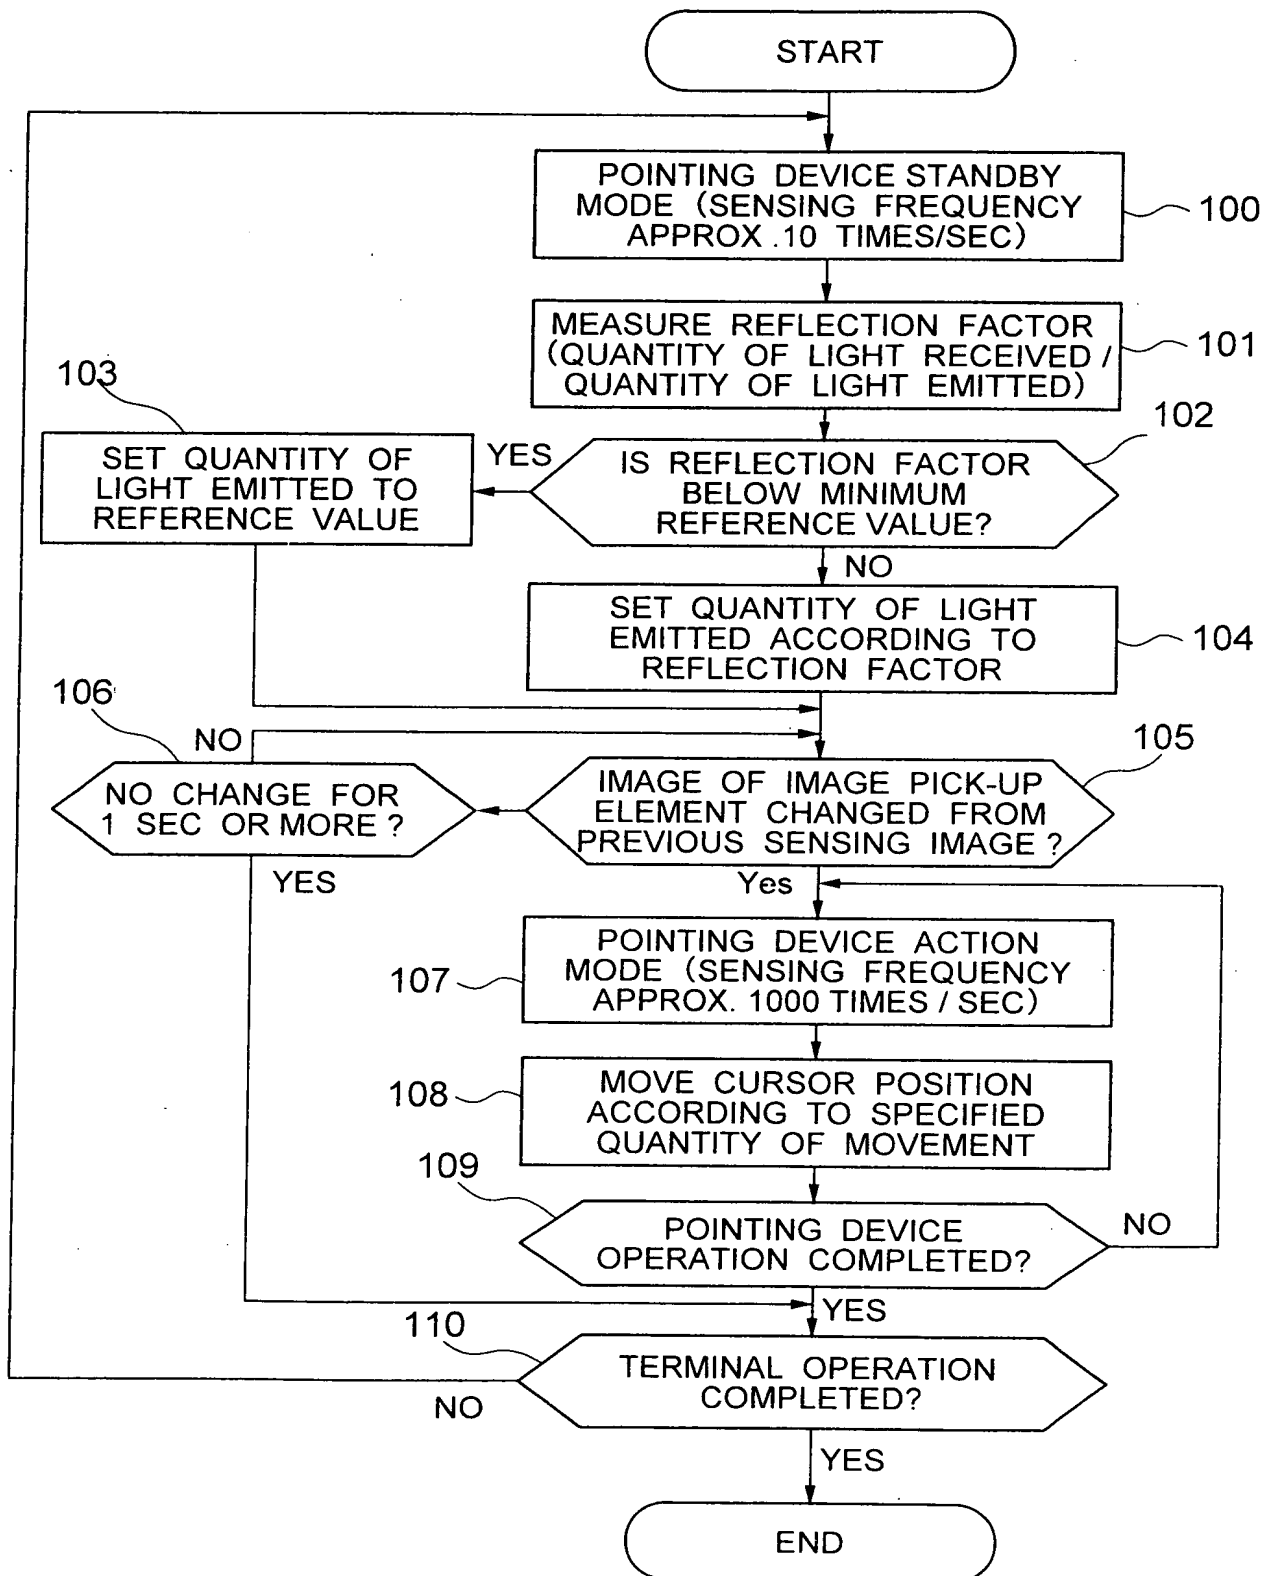 START
POINTING DEVICE STANDBY
MODE (SENSING FREQUENCY
APPROX .10 TIMES/SEC)
100
MEASURE REFLECTION FACTOR
(QUANTITY OF LIGHT RECEIVED /
QUANTITY OF LIGHT EMITTED)
101
103
102
SET QUANTITY OF
LIGHT EMITTED TO
REFERENCE VALUE
YES
IS REFLECTION FACTOR
BELOW MINIMUM
REFERENCE VALUE?
NO
SET QUANTITY OF LIGHT
EMITTED ACCORDING TO
REFLECTION FACTOR
104
106
NO
105
NO CHANGE FOR
1 SEC OR MORE ?
IMAGE OF IMAGE PICK-UP
ELEMENT CHANGED FROM
PREVIOUS SENSING IMAGE ?
YES
Yes
POINTING DEVICE ACTION
MODE (SENSING FREQUENCY
APPROX. 1000 TIMES / SEC)
107
MOVE CURSOR POSITION
ACCORDING TO SPECIFIED
QUANTITY OF MOVEMENT
108
109
POINTING DEVICE
OPERATION COMPLETED?
NO
YES
110
TERMINAL OPERATION
COMPLETED?
NO
YES
END